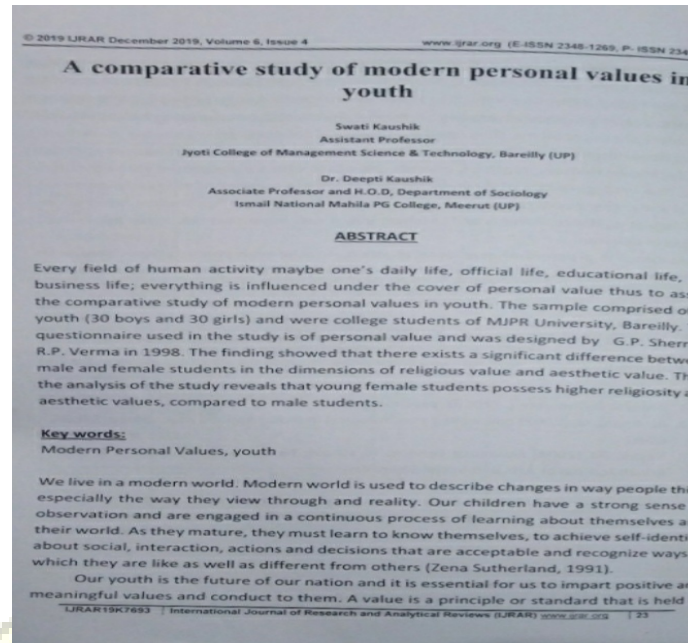 © 2019 IJRAR December 2019, Volume 6, Issue 4 www.ijrar.org (E-ISSN 2348-1269, P- ISSN 234
A comparative study of modern personal values in
youth
Swati Kaushik
Assistant Professor
Jyoti College of Management Science & Technology, Bareilly (UP)
Dr. Deepti Kaushik
Associate Professor and H.O.D, Department of Sociology
Ismail National Mahila PG College, Meerut (UP)
ABSTRACT
Every field of human activity maybe one's daily life, official life, educational life,
business life; everything is influenced under the cover of personal value thus to as
the comparative study of modern personal values in youth. The sample comprised o
youth (30 boys and 30 girls) and were college students of MJPR University, Bareilly.
questionnaire used in the study is of personal value and was designed by G.P. Sherr
R.P. Verma in 1998. The finding showed that there exists a significant difference betw
male and female students in the dimensions of religious value and aesthetic value. Th
the analysis of the study reveals that young female students possess higher religiosity a
aesthetic values, compared to male students.
Key words:
Modern Personal Values, youth
We live in a modern world. Modern world is used to describe changes in way people thi
especially the way they view through and reality. Our children have a strong sense
observation and are engaged in a continuous process of learning about themselves a
their world. As they mature, they must learn to know themselves, to achieve self-identi
about social, interaction, actions and decisions that are acceptable and recognize ways
which they are like as well as different from others (Zena Sutherland, 1991).
Our youth is the future of our nation and it is essential for us to impart positive a
meaningful values and conduct to them. A value is a principle or standard that is held
IJRAR19K7693 | International Journal of Research and Analytical Reviews (IJRAR) www.ijrar.org | 23